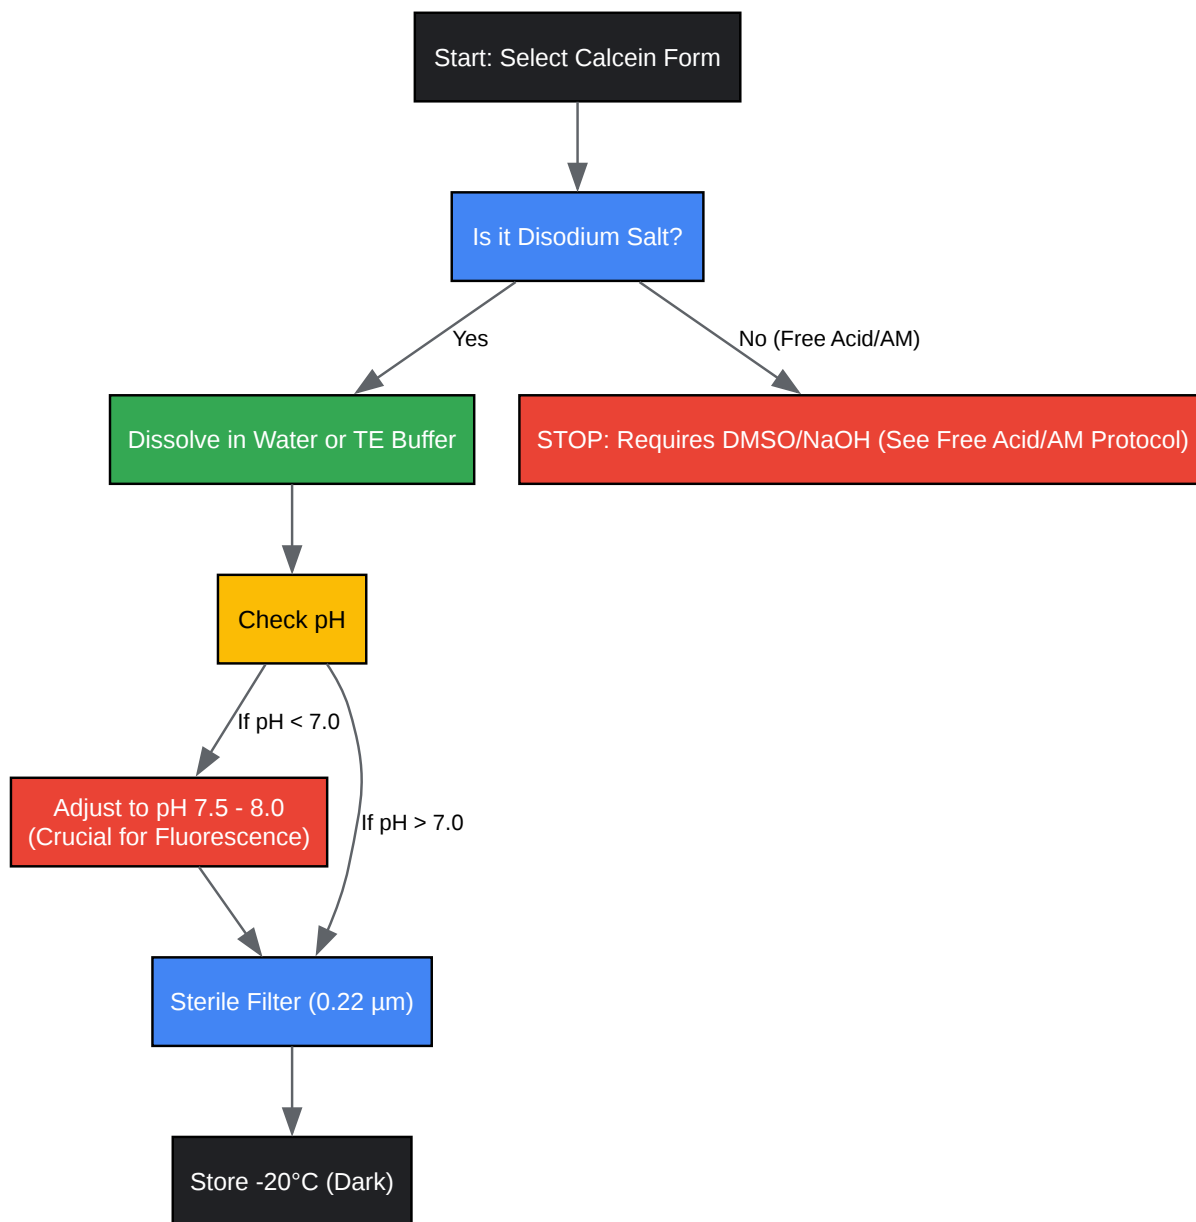 Start: Select Calcein Form
Is it Disodium Salt?
Yes
No (Free Acid/AM)
Dissolve in Water or TE Buffer
STOP: Requires DMSO/NaOH (See Free Acid/AM Protocol)
Check pH
If pH < 7.0
Adjust to pH 7.5 - 8.0
(Crucial for Fluorescence)
If pH > 7.0
Sterile Filter (0.22 µm)
Store -20°C (Dark)